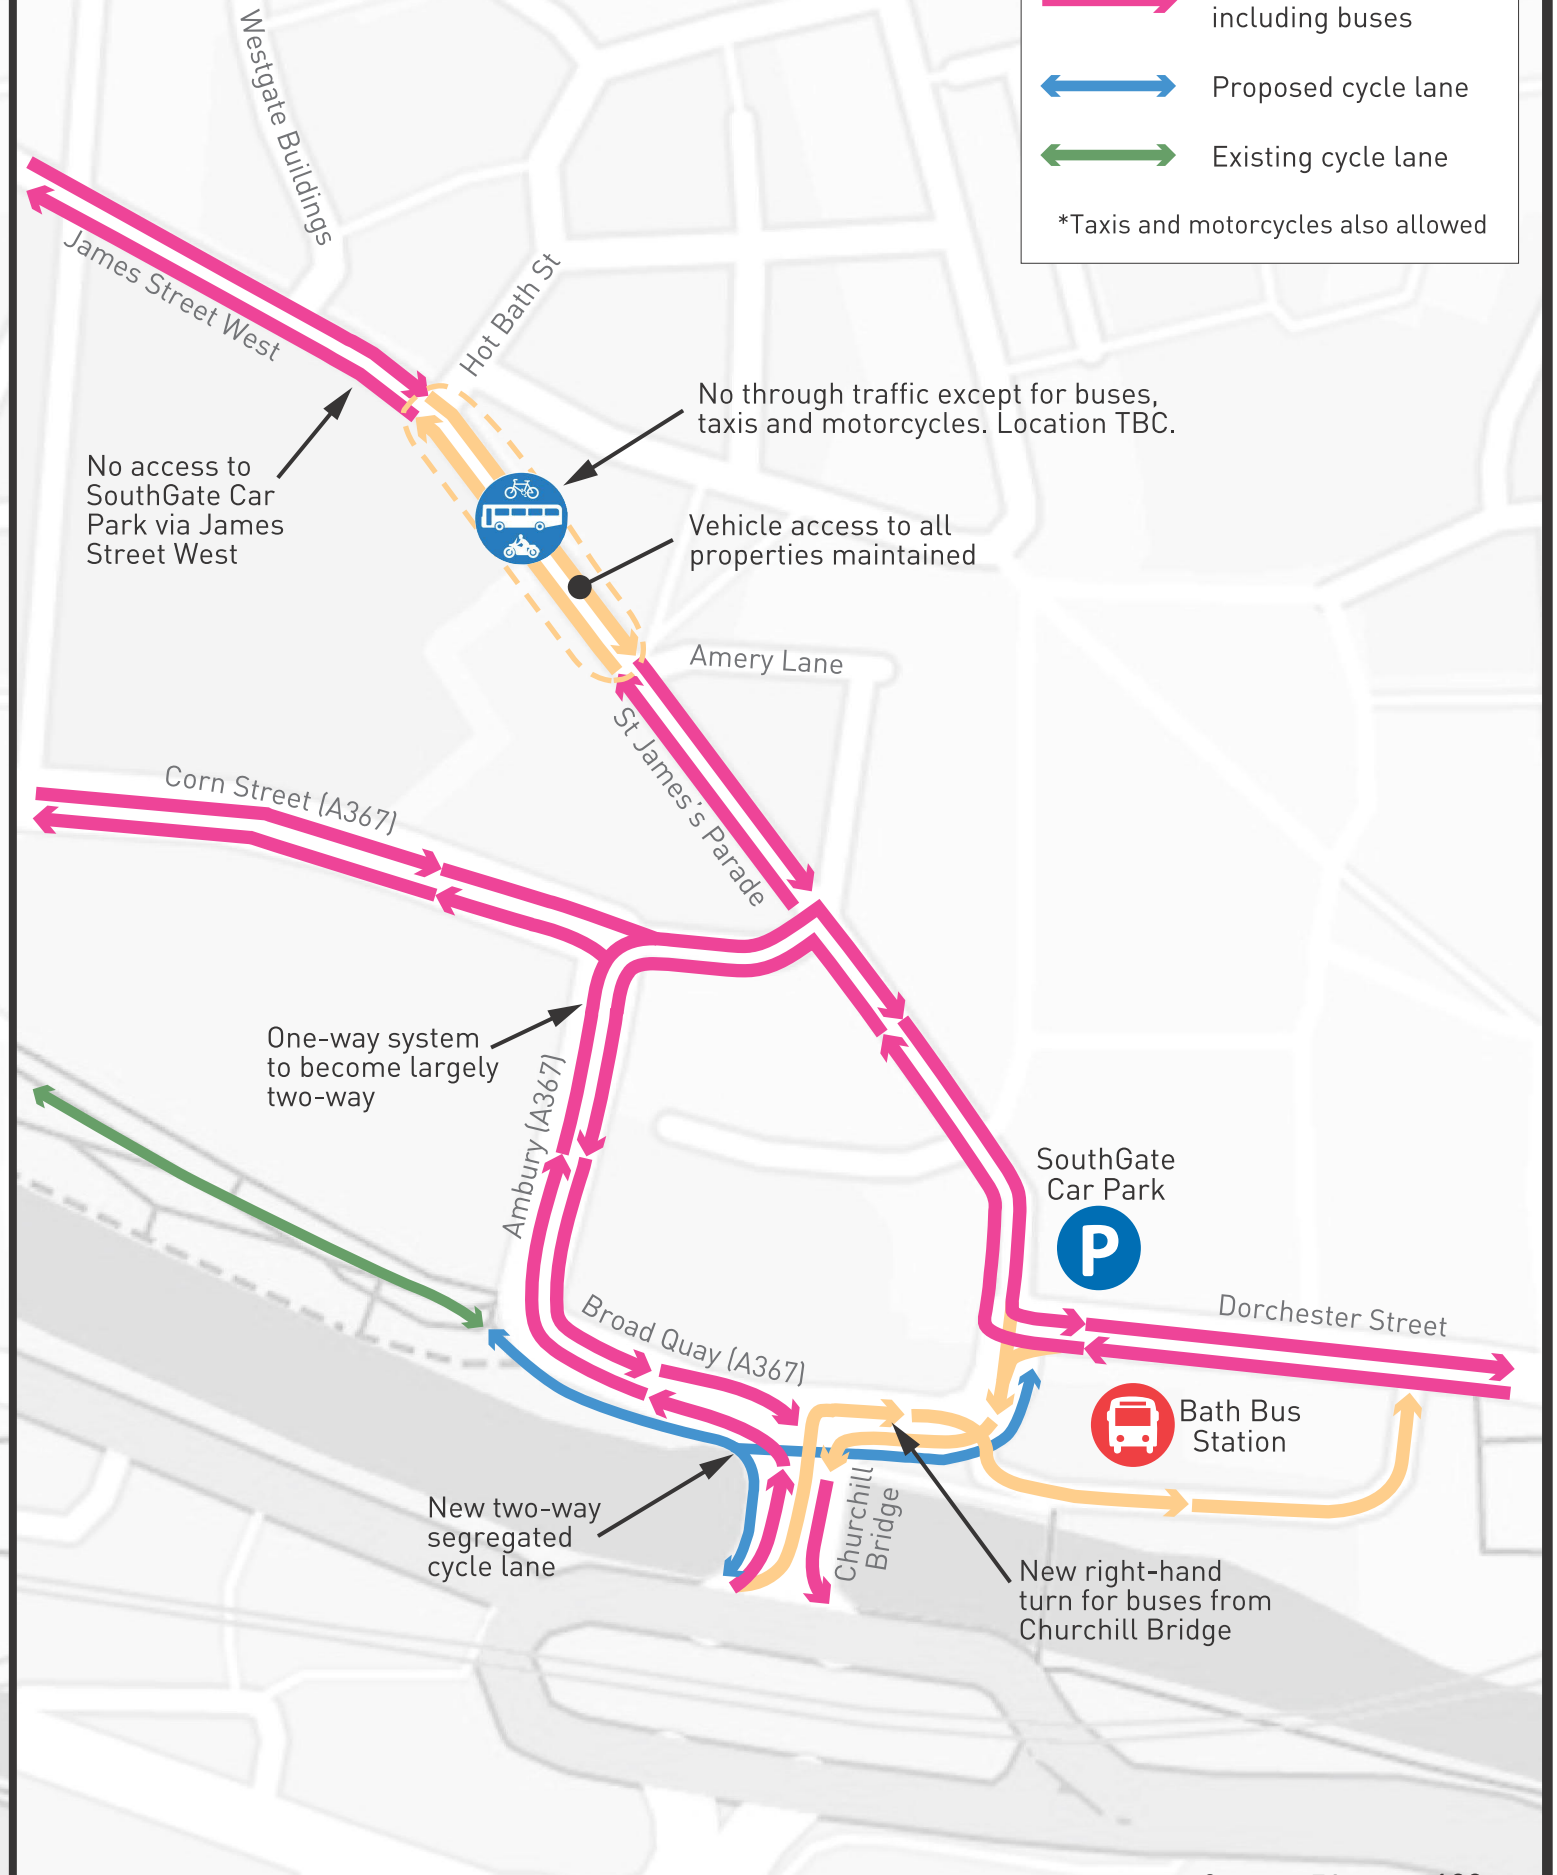 including buses
Proposed cycle lane
Existing cycle lane
*Taxis and motorcycles also allowed
Westgate Buildings
James Street West
Hot Bath St
No through traffic except for buses,
taxis and motorcycles. Location TBC.
No access to
SouthGate Car
Park via James
Street West
Vehicle access to all
properties maintained
Amery Lane
St James's Parade
Corn Street (A367)
One-way system
to become largely
two-way
Ambury (A367)
SouthGate
Car Park
P
Broad Quay (A367)
Dorchester Street
Bath Bus
Station
Churchill
Bridge
New two-way
segregated
cycle lane
New right-hand
turn for buses from
Churchill Bridge